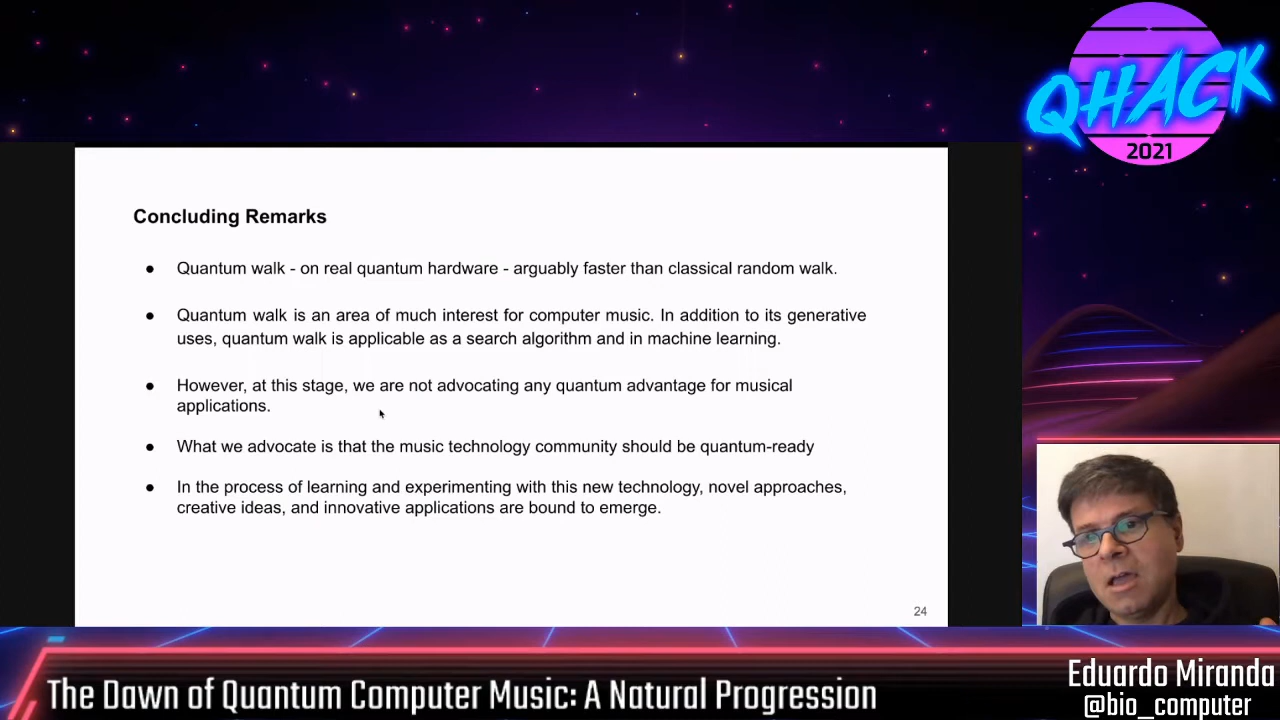 QHACK
2021
Concluding Remarks
● Quantum walk - on real quantum hardware - arguably faster than classical random walk.
● Quantum walk is an area of much interest for computer music. In addition to its generative
uses, quantum walk is applicable as a search algorithm and in machine learning.
● However, at this stage, we are not advocating any quantum advantage for musical
applications.
● What we advocate is that the music technology community should be quantum-ready
● In the process of learning and experimenting with this new technology, novel approaches,
creative ideas, and innovative applications are bound to emerge.
24
The Dawn of Quantum Computer Music: A Natural Progression
Eduardo Miranda
@bio_computer